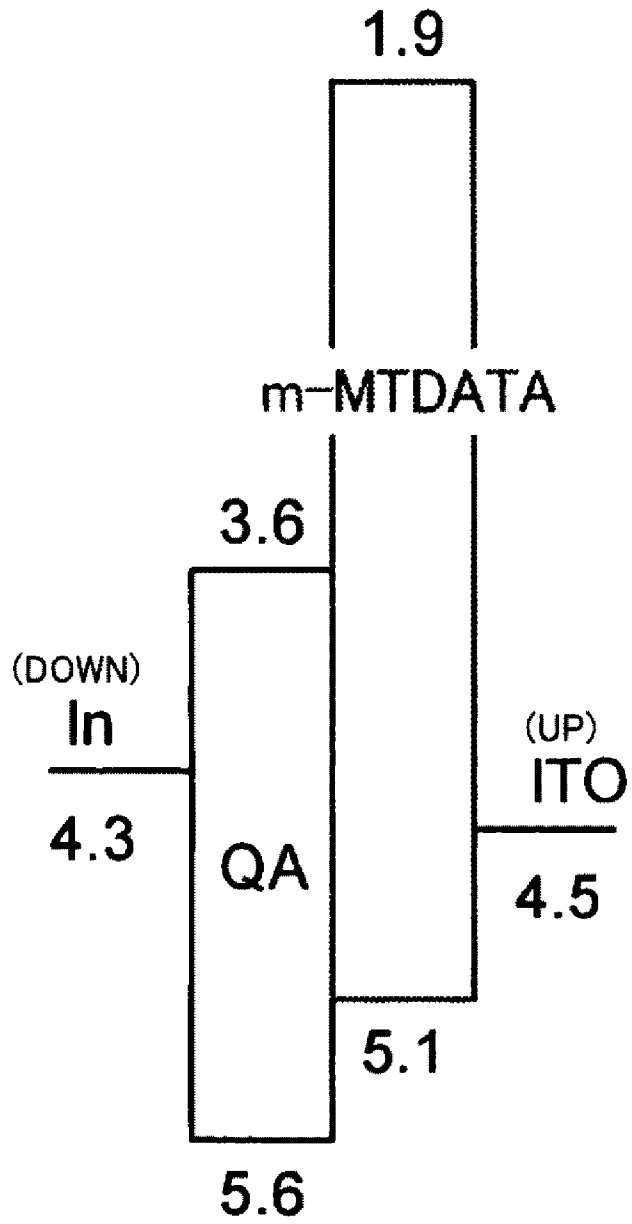 1.9
m-MTDATA
3.6
(DOWN)
In
4.3
(UP)
ITO
4.5
QA
5.1
5.6